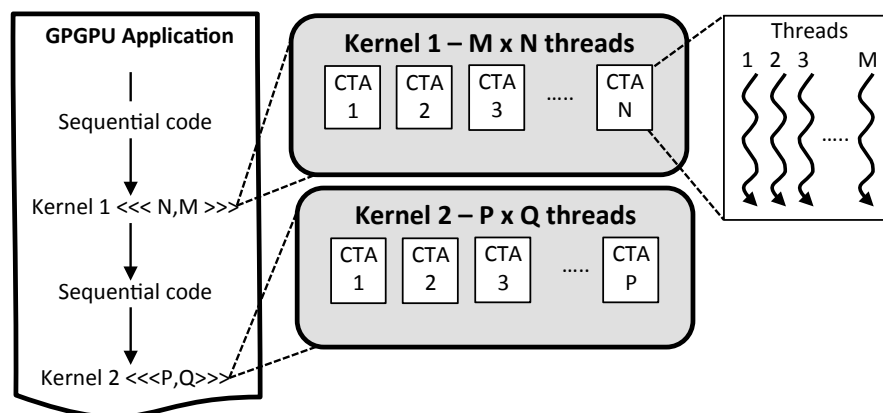 GPGPU Application
Sequential code
Kernel 1 <<< N,M >>>
Sequential code
Kernel 2 <<<P,Q>>>
Kernel 1 – M x N threads
CTA 1
CTA 2
CTA 3
.....
CTA N
Kernel 2 – P x Q threads
CTA 1
CTA 2
CTA 3
.....
CTA P
Threads
1 2 3 M
.....